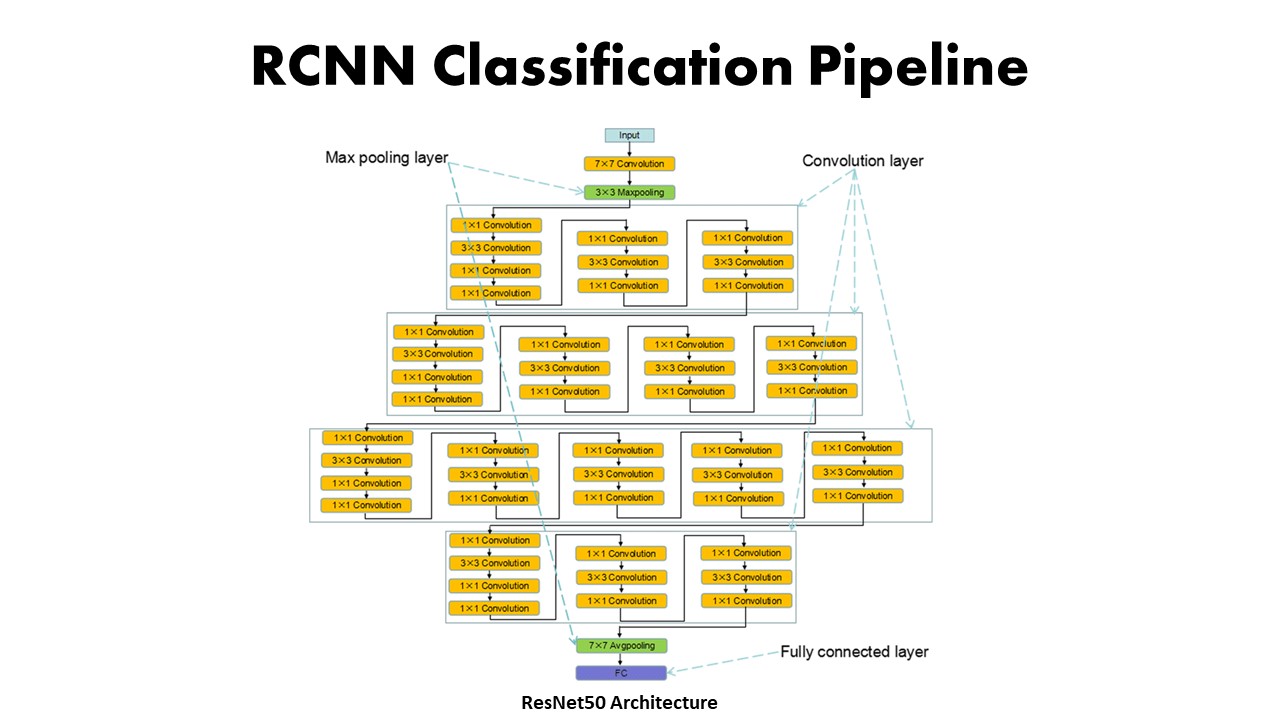 RCNN Classification Pipeline
Input
Max pooling layer
Convolution layer
7×7 Convolution
3×3 Maxpooling
1×1 Convolution
3×3 Convolution
1×1 Convolution
1×1 Convolution
1×1 Convolution
3×3 Convolution
1×1 Convolution
1×1 Convolution
3×3 Convolution
1×1 Convolution
1×1 Convolution
3×3 Convolution
1×1 Convolution
1×1 Convolution
1×1 Convolution
3×3 Convolution
1×1 Convolution
1×1 Convolution
3×3 Convolution
1×1 Convolution
1×1 Convolution
3×3 Convolution
1×1 Convolution
1×1 Convolution
3×3 Convolution
1×1 Convolution
1×1 Convolution
1×1 Convolution
3×3 Convolution
1×1 Convolution
1×1 Convolution
3×3 Convolution
1×1 Convolution
1×1 Convolution
3×3 Convolution
1×1 Convolution
1×1 Convolution
3×3 Convolution
1×1 Convolution
1×1 Convolution
3×3 Convolution
1×1 Convolution
1×1 Convolution
1×1 Convolution
3×3 Convolution
1×1 Convolution
1×1 Convolution
3×3 Convolution
1×1 Convolution
7×7 Avgpooling
Fully connected layer
FC
ResNet50 Architecture